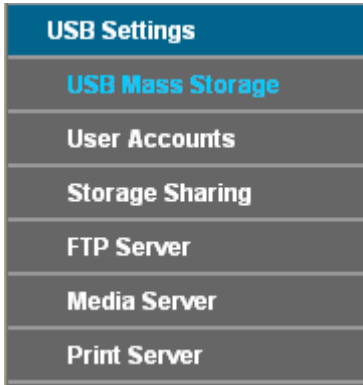 USB Settings
USB Mass Storage
User Accounts
Storage Sharing
FTP Server
Media Server
Print Server